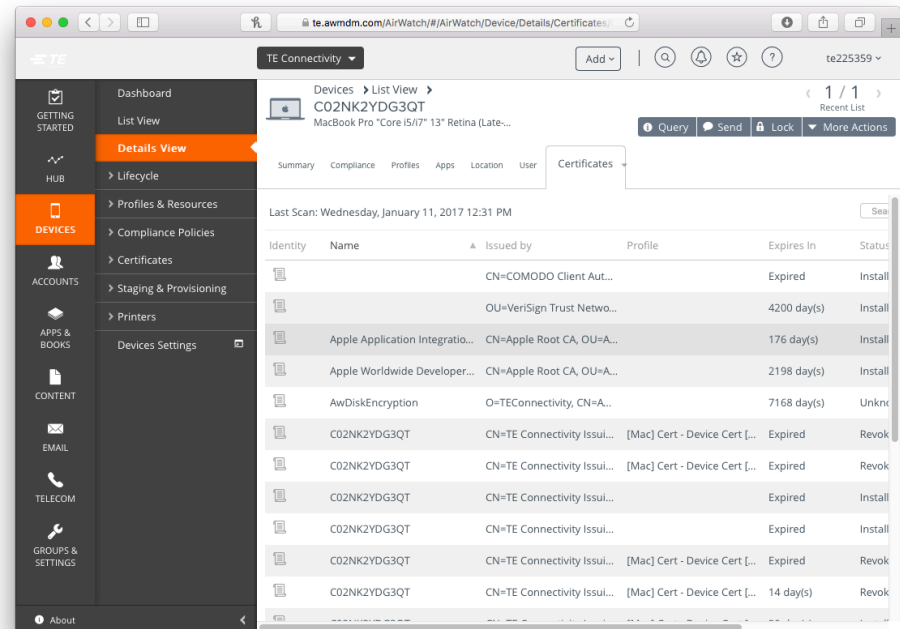 te.awmdm.com/AirWatch/#/AirWatch/Device/Details/Certificates/
TE
TE Connectivity
Add
?
te225359
GETTING STARTED
HUB
DEVICES
ACCOUNTS
APPS & BOOKS
CONTENT
EMAIL
TELECOM
GROUPS & SETTINGS
Dashboard
List View
Details View
> Lifecycle
> Profiles & Resources
> Compliance Policies
> Certificates
> Staging & Provisioning
> Printers
Devices Settings
About
Devices > List View >
C02NK2YDG3QT
MacBook Pro "Core i5/i7" 13" Retina (Late-...
1 / 1
Recent List
Query Send Lock More Actions
Summary Compliance Profiles Apps Location User Certificates
Last Scan: Wednesday, January 11, 2017 12:31 PM Sea
Identity Name Issued by Profile Expires In Status
CN=COMODO Client Aut... Expired Install
OU=VeriSign Trust Netwo... 4200 day(s) Install
Apple Application Integratio... CN=Apple Root CA, OU=A... 176 day(s) Install
Apple Worldwide Developer... CN=Apple Root CA, OU=A... 2198 day(s) Install
AwDiskEncryption O=TEConnectivity, CN=A... 7168 day(s) Unkno
C02NK2YDG3QT CN=TE Connectivity Issui... [Mac] Cert - Device Cert [... Expired Revok
C02NK2YDG3QT CN=TE Connectivity Issui... [Mac] Cert - Device Cert [... Expired Revok
C02NK2YDG3QT CN=TE Connectivity Issui... Expired Install
C02NK2YDG3QT CN=TE Connectivity Issui... Expired Install
C02NK2YDG3QT CN=TE Connectivity Issui... [Mac] Cert - Device Cert [... Expired Revok
C02NK2YDG3QT CN=TE Connectivity Issui... [Mac] Cert - Device Cert [... 14 day(s) Revok